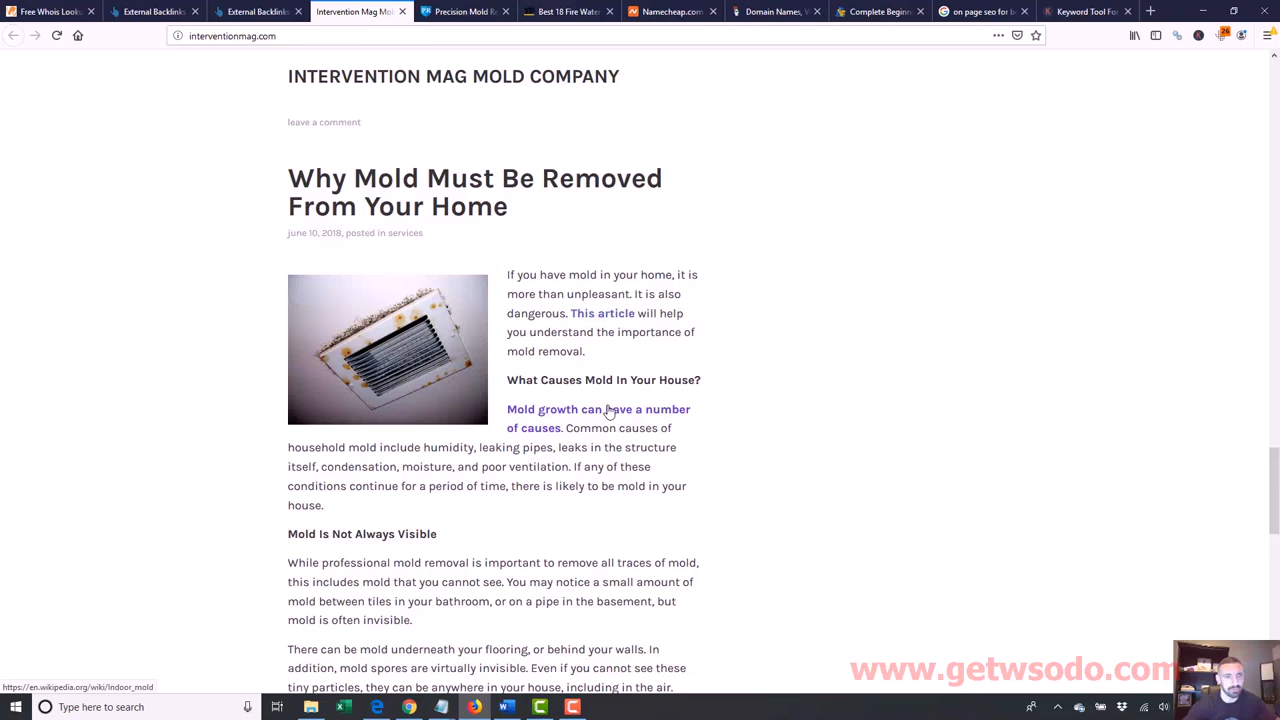 Free Whois Looku
External Backlinks
External Backlinks
Intervention Mag Mol
Precision Mold Re
Best 18 Fire Water
Namecheap.com
Domain Names, W
Complete Beginn
on page seo for b
Keyword Tool Fo
interventionmag.com
26
INTERVENTION MAG MOLD COMPANY
leave a comment
Why Mold Must Be Removed
From Your Home
june 10, 2018, posted in services
If you have mold in your home, it is
more than unpleasant. It is also
dangerous. This article will help
you understand the importance of
mold removal.
What Causes Mold In Your House?
Mold growth can have a number
of causes. Common causes of
household mold include humidity, leaking pipes, leaks in the structure
itself, condensation, moisture, and poor ventilation. If any of these
conditions continue for a period of time, there is likely to be mold in your
house.
Mold Is Not Always Visible
While professional mold removal is important to remove all traces of mold,
this includes mold that you cannot see. You may notice a small amount of
mold between tiles in your bathroom, or on a pipe in the basement, but
mold is often invisible.
There can be mold underneath your flooring, or behind your walls. In
addition, mold spores are virtually invisible. Even if you cannot see these
tiny particles, they can be anywhere in your house, including in the air.
www.getwsodo.com
https://en.wikipedia.org/wiki/Indoor_mold
Type here to search